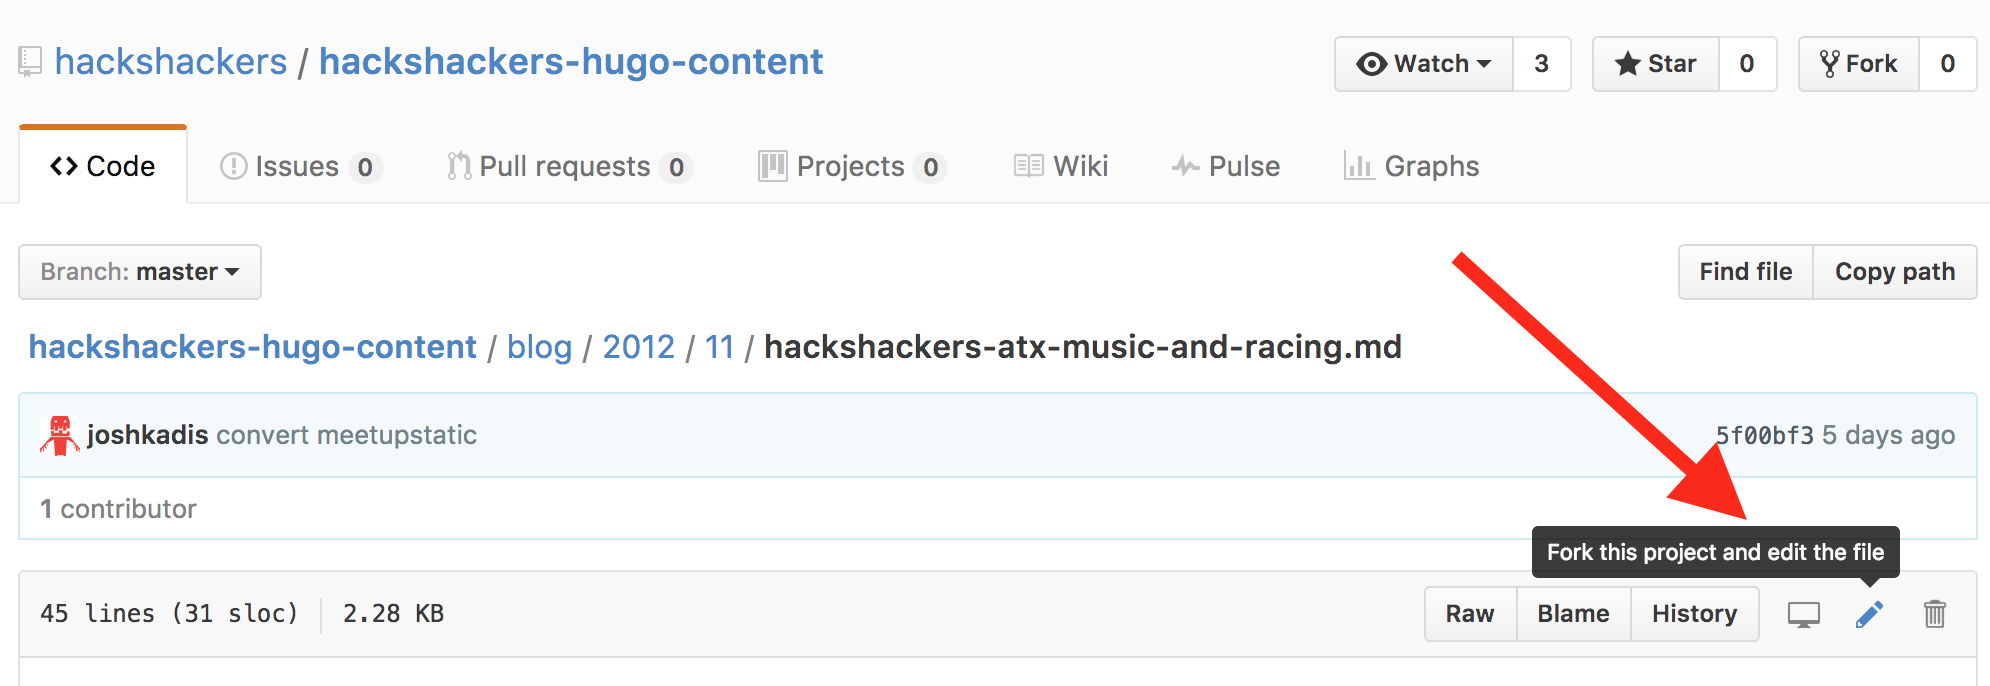 hackshackers / hackshackers-hugo-content
Watch 3 Star 0 Fork 0
Code Issues 0 Pull requests 0 Projects 0 Wiki Pulse Graphs
Branch: master Find file Copy path
hackshackers-hugo-content / blog / 2012 / 11 / hackshackers-atx-music-and-racing.md
joshkadis convert meetupstatic 5f00bf3 5 days ago
1 contributor
Fork this project and edit the file
45 lines (31 sloc) 2.28 KB Raw Blame History